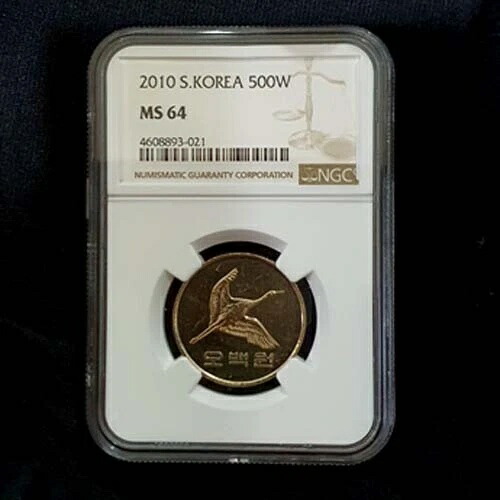 2010 S.KOREA 500W
MS 64
4608893-021
NUMISMATIC GUARANTY CORPORATION NGC
오백원